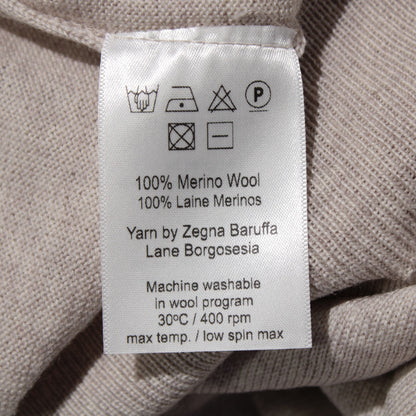 P
100% Merino Wool
100% Laine Merinos
Yarn by Zegna Baruffa
Lane Borgosesia
Machine washable
in wool program
30ºC / 400 rpm
max temp. / low spin max